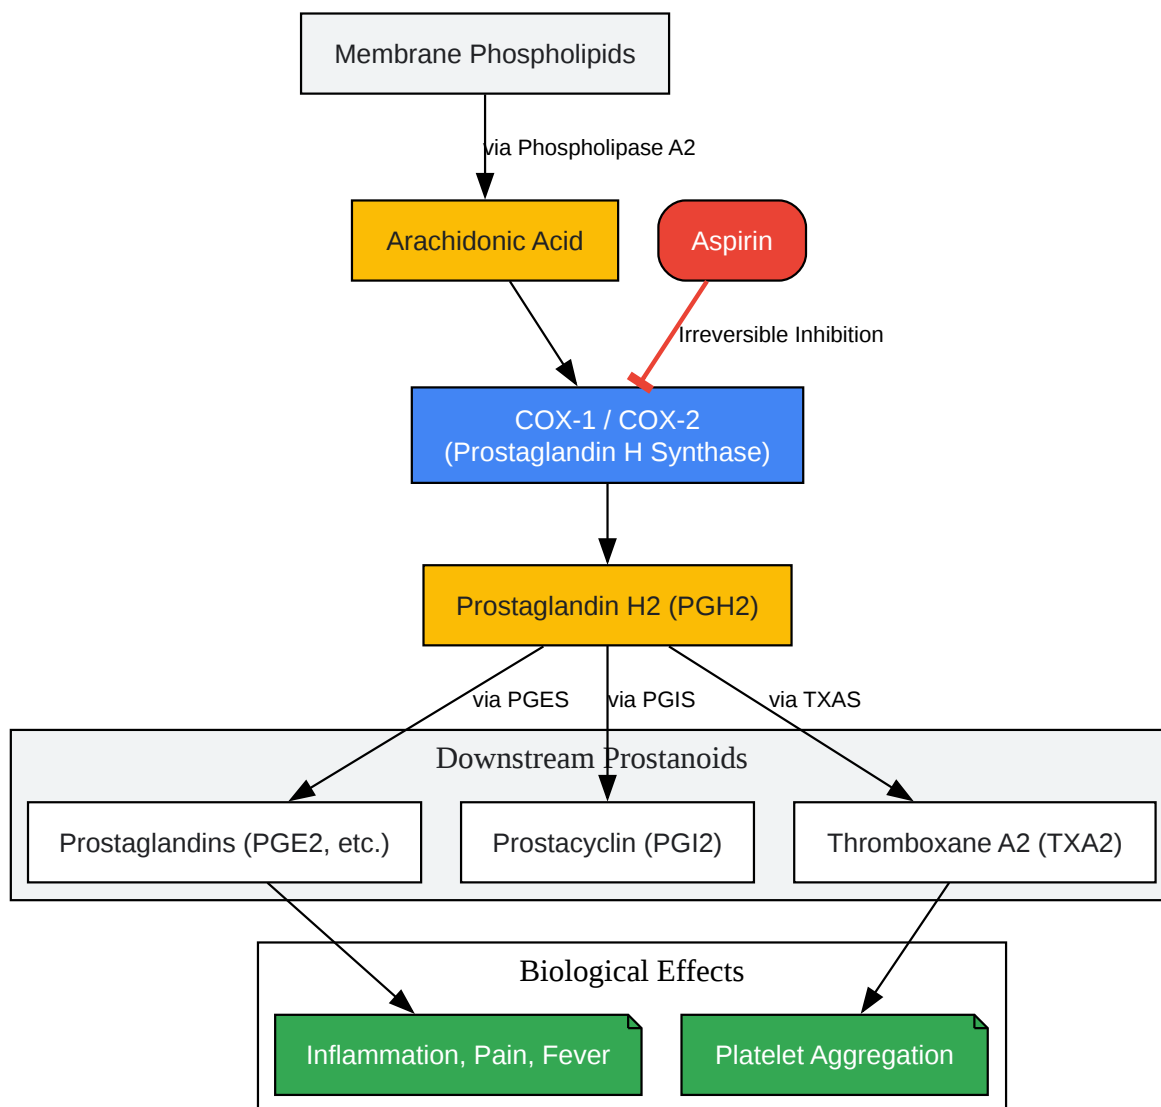 Membrane Phospholipids
via Phospholipase A2
Arachidonic Acid
Aspirin
Irreversible Inhibition
COX-1 / COX-2
(Prostaglandin H Synthase)
Prostaglandin H2 (PGH2)
via PGES
via PGIS
via TXAS
Downstream Prostanoids
Prostaglandins (PGE2, etc.)
Prostacyclin (PGI2)
Thromboxane A2 (TXA2)
Biological Effects
Inflammation, Pain, Fever
Platelet Aggregation